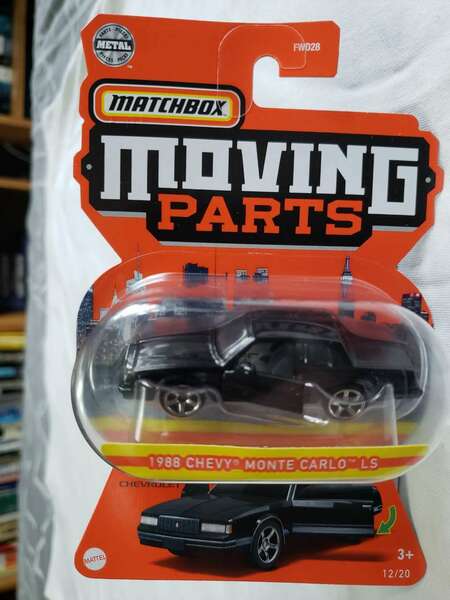 METAL
FWD28
MATCHBOX
MOVING
PARTS
1988 CHEVY® MONTE CARLO™ LS
CHEVROLET
MATTEL
3+
12/20